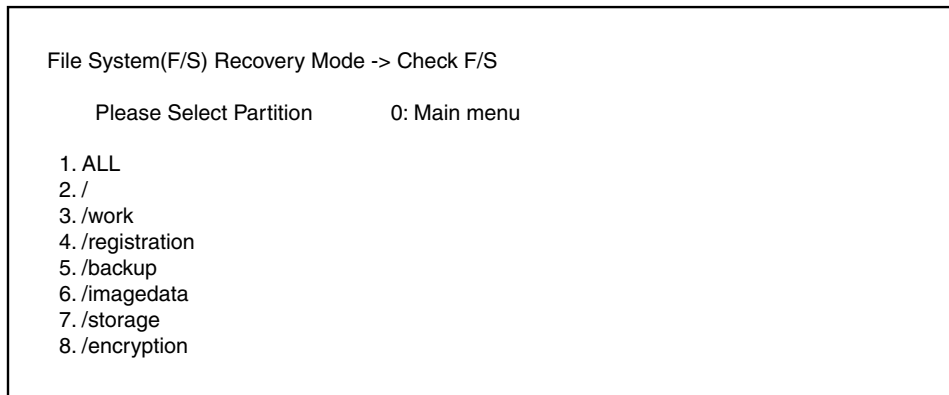 File System(F/S) Recovery Mode -> Check F/S
Please Select Partition 0: Main menu
1. ALL
2. /
3. /work
4. /registration
5. /backup
6. /imagedata
7. /storage
8. /encryption